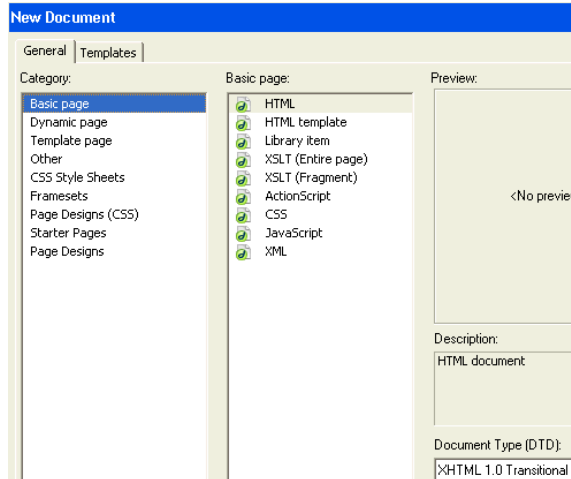 New Document
General
Templates
Category:
Basic page
Dynamic page
Template page
Other
CSS Style Sheets
Framesets
Page Designs (CSS)
Starter Pages
Page Designs
Basic page:
HTML
HTML template
Library item
XSLT (Entire page)
XSLT (Fragment)
ActionScript
CSS
JavaScript
XML
Preview:
<No previe
Description:
HTML document
Document Type (DTD):
XHTML 1.0 Transitional